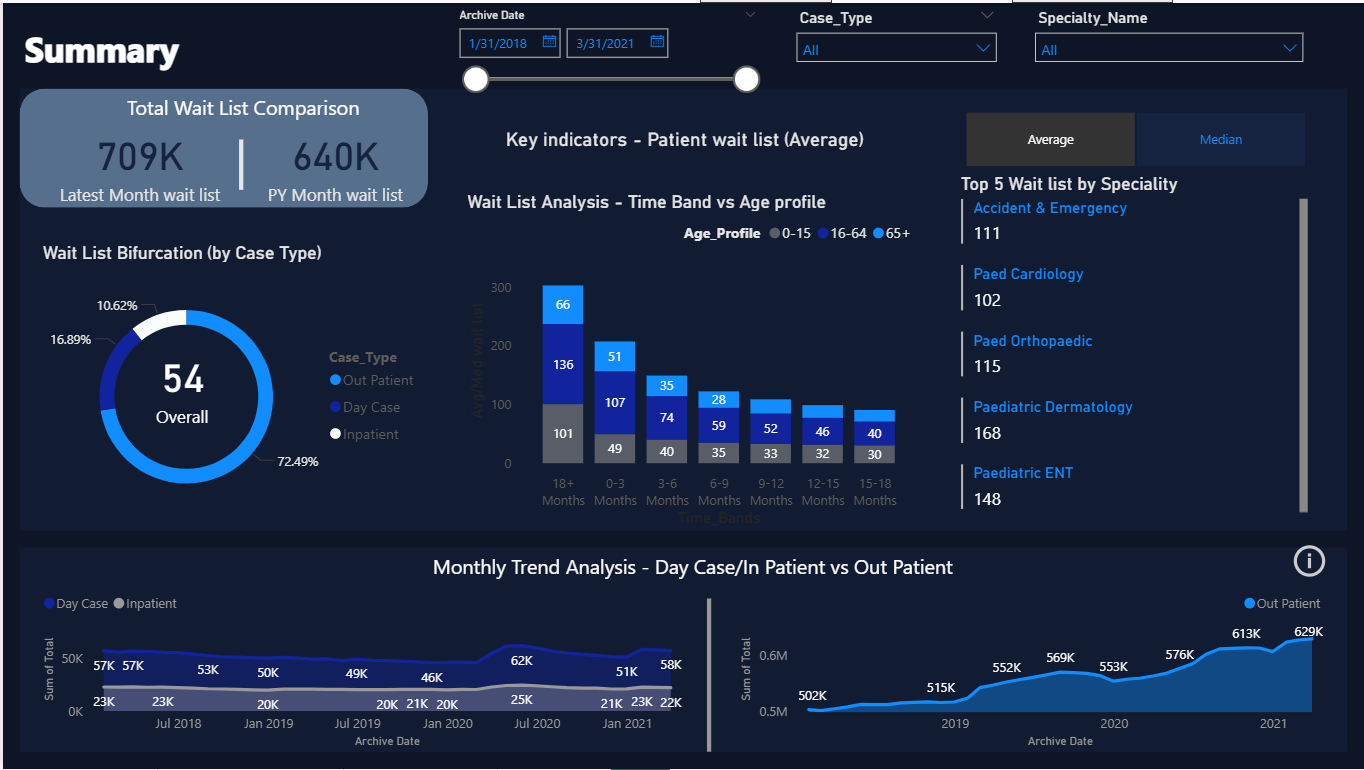 Summary
Archive Date
1/31/2018
3/31/2021
Case_Type
All
Specialty_Name
All
Total Wait List Comparison
709K
640K
Latest Month wait list
PY Month wait list
Key indicators - Patient wait list (Average)
Average
Median
Wait List Bifurcation (by Case Type)
10.62%
16.89%
72.49%
54
Overall
Case_Type
Out Patient
Day Case
Inpatient
Wait List Analysis - Time Band vs Age profile
Age_Profile 0-15 16-64 65+
Avg/Med wait list
300
200
100
0
66
136
101
51
107
49
35
74
40
28
59
35
52
33
46
32
40
30
18+ Months
0-3 Months
3-6 Months
6-9 Months
9-12 Months
12-15 Months
15-18 Months
Time_Bands
Top 5 Wait list by Speciality
Accident & Emergency
111
Paed Cardiology
102
Paed Orthopaedic
115
Paediatric Dermatology
168
Paediatric ENT
148
Monthly Trend Analysis - Day Case/In Patient vs Out Patient
i
Day Case Inpatient
Sum of Total
50K
0K
57K 57K 53K 50K 49K 46K 62K 51K 58K
23K 23K 20K 20K 21K 20K 25K 21K 23K 22K
Jul 2018 Jan 2019 Jul 2019 Jan 2020 Jul 2020 Jan 2021
Archive Date
Out Patient
Sum of Total
0.6M
0.5M
502K 515K 552K 569K 553K 576K 613K 629K
2019 2020 2021
Archive Date